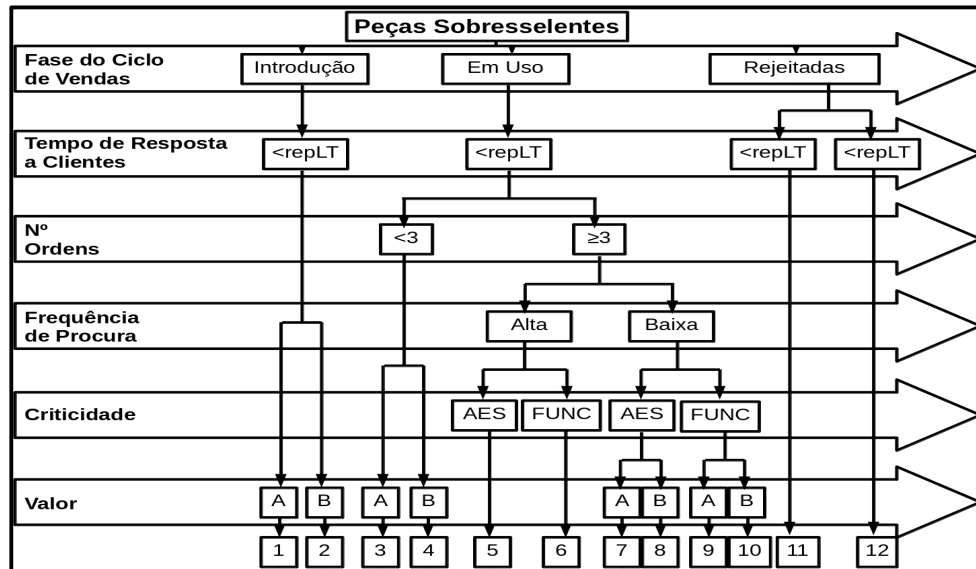 Peças Sobresselentes
Fase do Ciclo
de Vendas
Introdução
Em Uso
Rejeitadas
Tempo de Resposta
a Clientes
<repLT
<repLT
<repLT
<repLT
Nº
Ordens
<3
≥3
Frequência
de Procura
Alta
Baixa
Criticidade
AES
FUNC
AES
FUNC
Valor
A
B
A
B
A
B
A
B
1
2
3
4
5
6
7
8
9
10
11
12